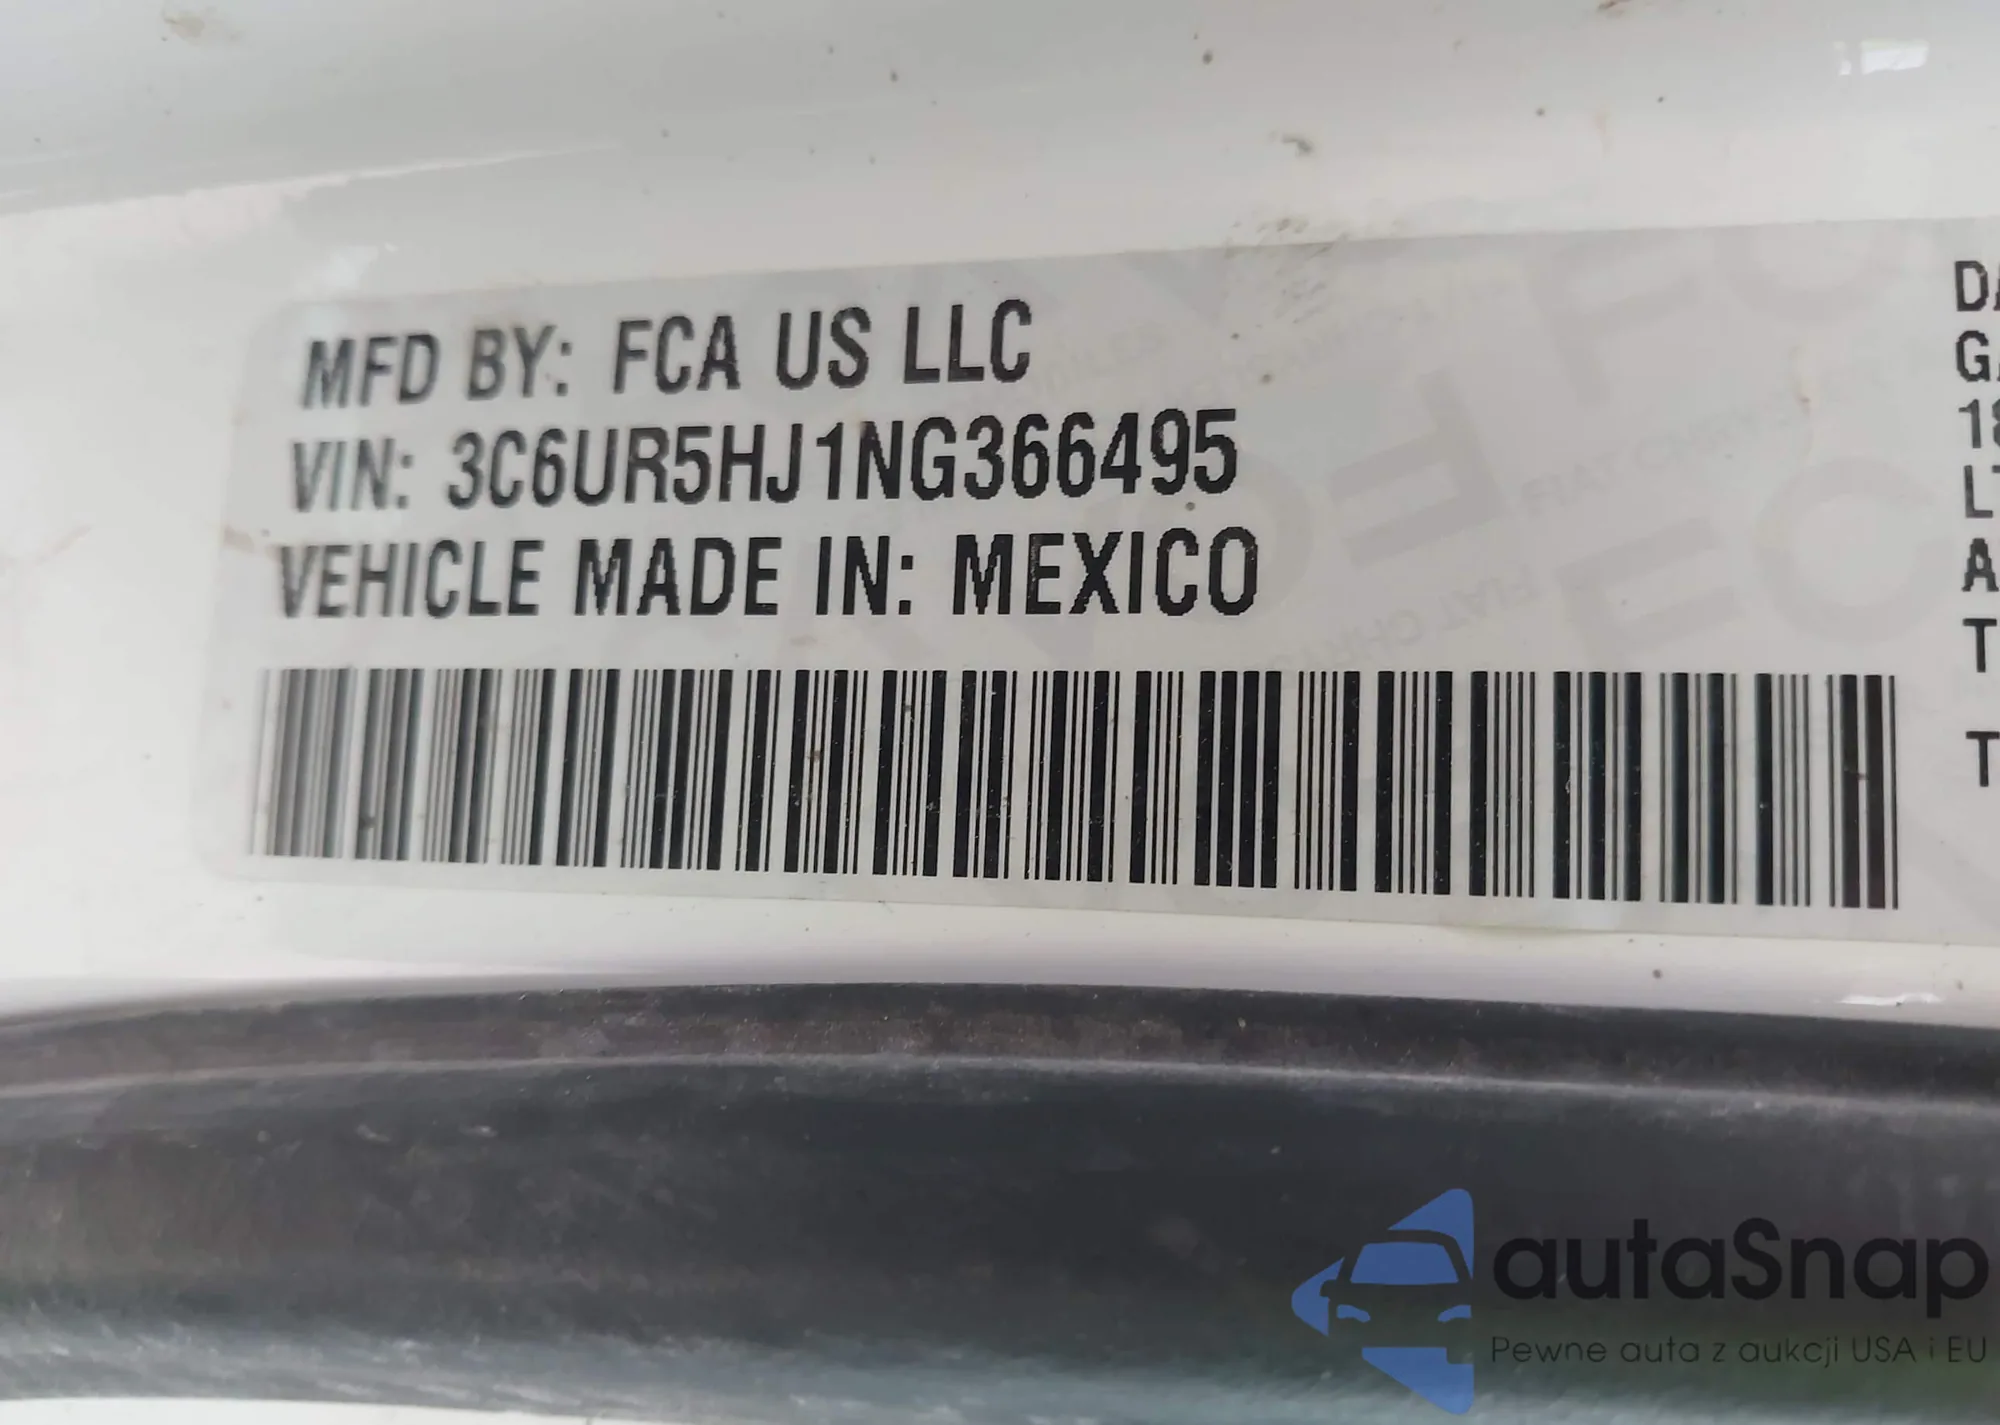 MFD BY: FCA US LLC
VIN: 3C6UR5HJ1NG366495
VEHICLE MADE IN: MEXICO
autaSnap
Pewne auta z aukcji USA i EU